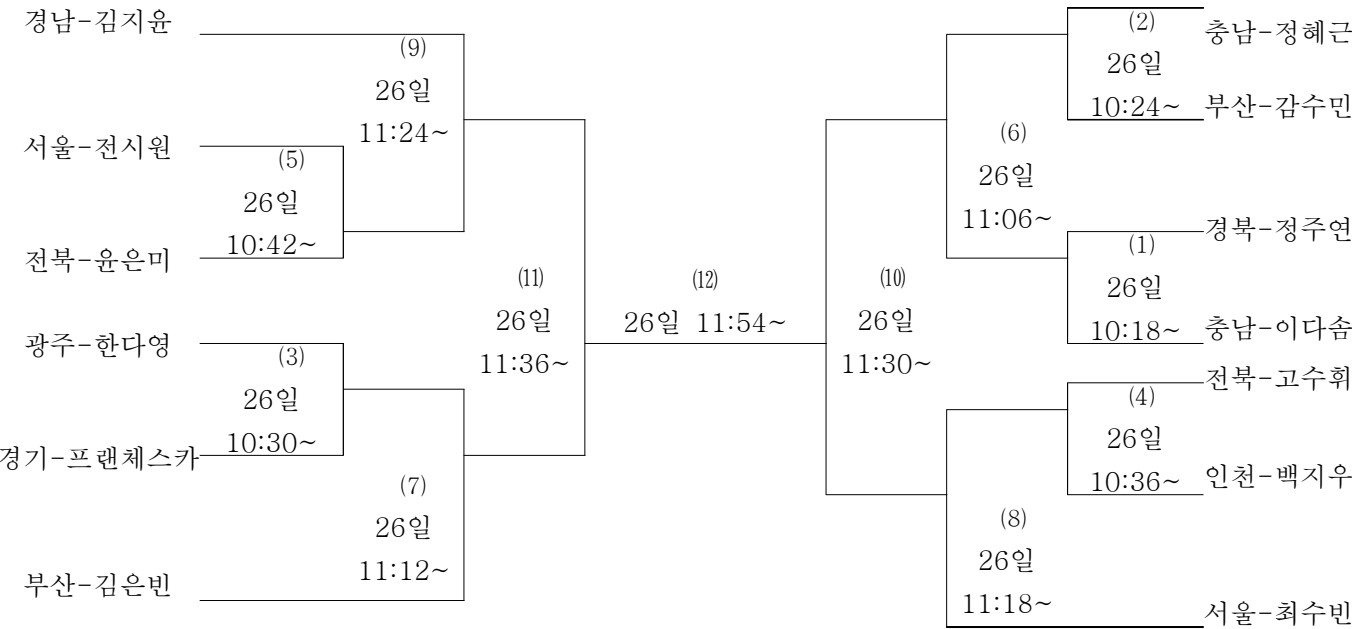 경남-김지윤
(9)
26일
11:24~
서울-전시원
(5)
26일
10:42~
전북-윤은미
광주-한다영
(3)
26일
10:30~
경기-프랜체스카
(7)
26일
11:12~
부산-김은빈
(11)
26일
11:36~
(12)
26일 11:54~
(10)
26일
11:30~
(2)
충남-정혜근
26일
10:24~
부산-감수민
(6)
26일
11:06~
경북-정주연
(1)
26일
10:18~
충남-이다솜
전북-고수휘
(4)
26일
10:36~
인천-백지우
(8)
26일
11:18~
서울-최수빈